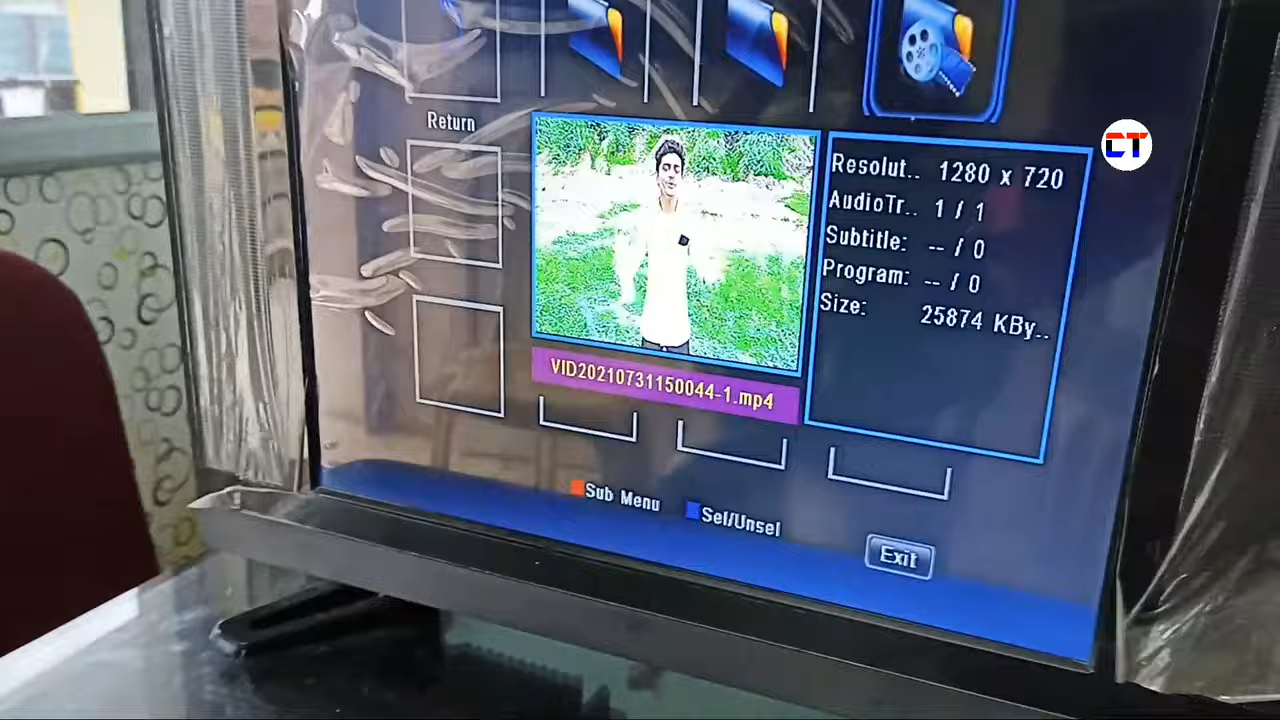 Return
CT
Resolut.. 1280 x 720
AudioTr.. 1 / 1
Subtitle: -- / 0
Program: -- / 0
Size: 25874 KBy..
VID20210731150044-1.mp4
Sub Menu
Sel/Unsel
Exit